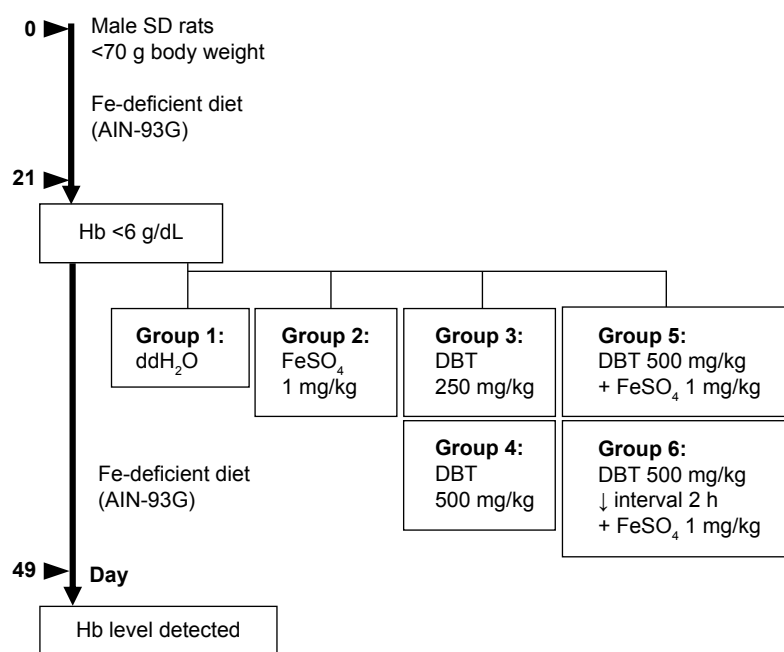 0
Male SD rats
<70 g body weight
Fe-deficient diet
(AIN-93G)
21
Hb <6 g/dL
Group 1:
ddH₂O
Group 2:
FeSO₄
1 mg/kg
Group 3:
DBT
250 mg/kg
Group 5:
DBT 500 mg/kg
+ FeSO₄ 1 mg/kg
Group 4:
DBT
500 mg/kg
Group 6:
DBT 500 mg/kg
↓ interval 2 h
+ FeSO₄ 1 mg/kg
Fe-deficient diet
(AIN-93G)
49 Day
Hb level detected